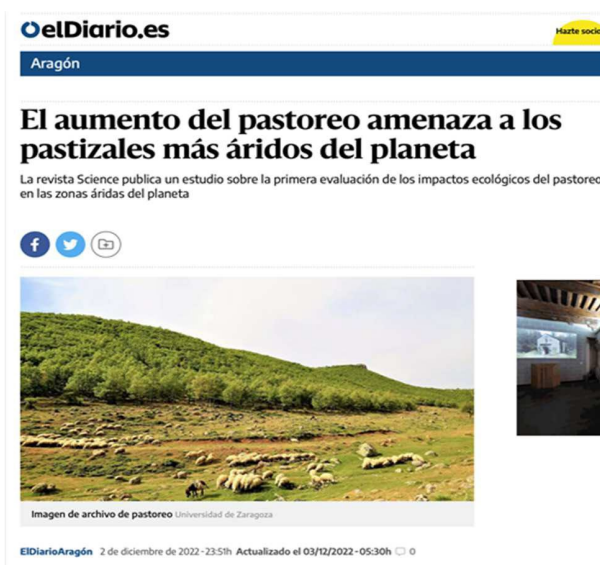 elDiario.es
Hazte socio
Aragón
El aumento del pastoreo amenaza a los
pastizales más áridos del planeta
La revista Science publica un estudio sobre la primera evaluación de los impactos ecológicos del pastoreo
en las zonas áridas del planeta
Imagen de archivo de pastoreo Universidad de Zaragoza
ElDiarioAragón 2 de diciembre de 2022-23:51h Actualizado el 03/12/2022-05:30h 0